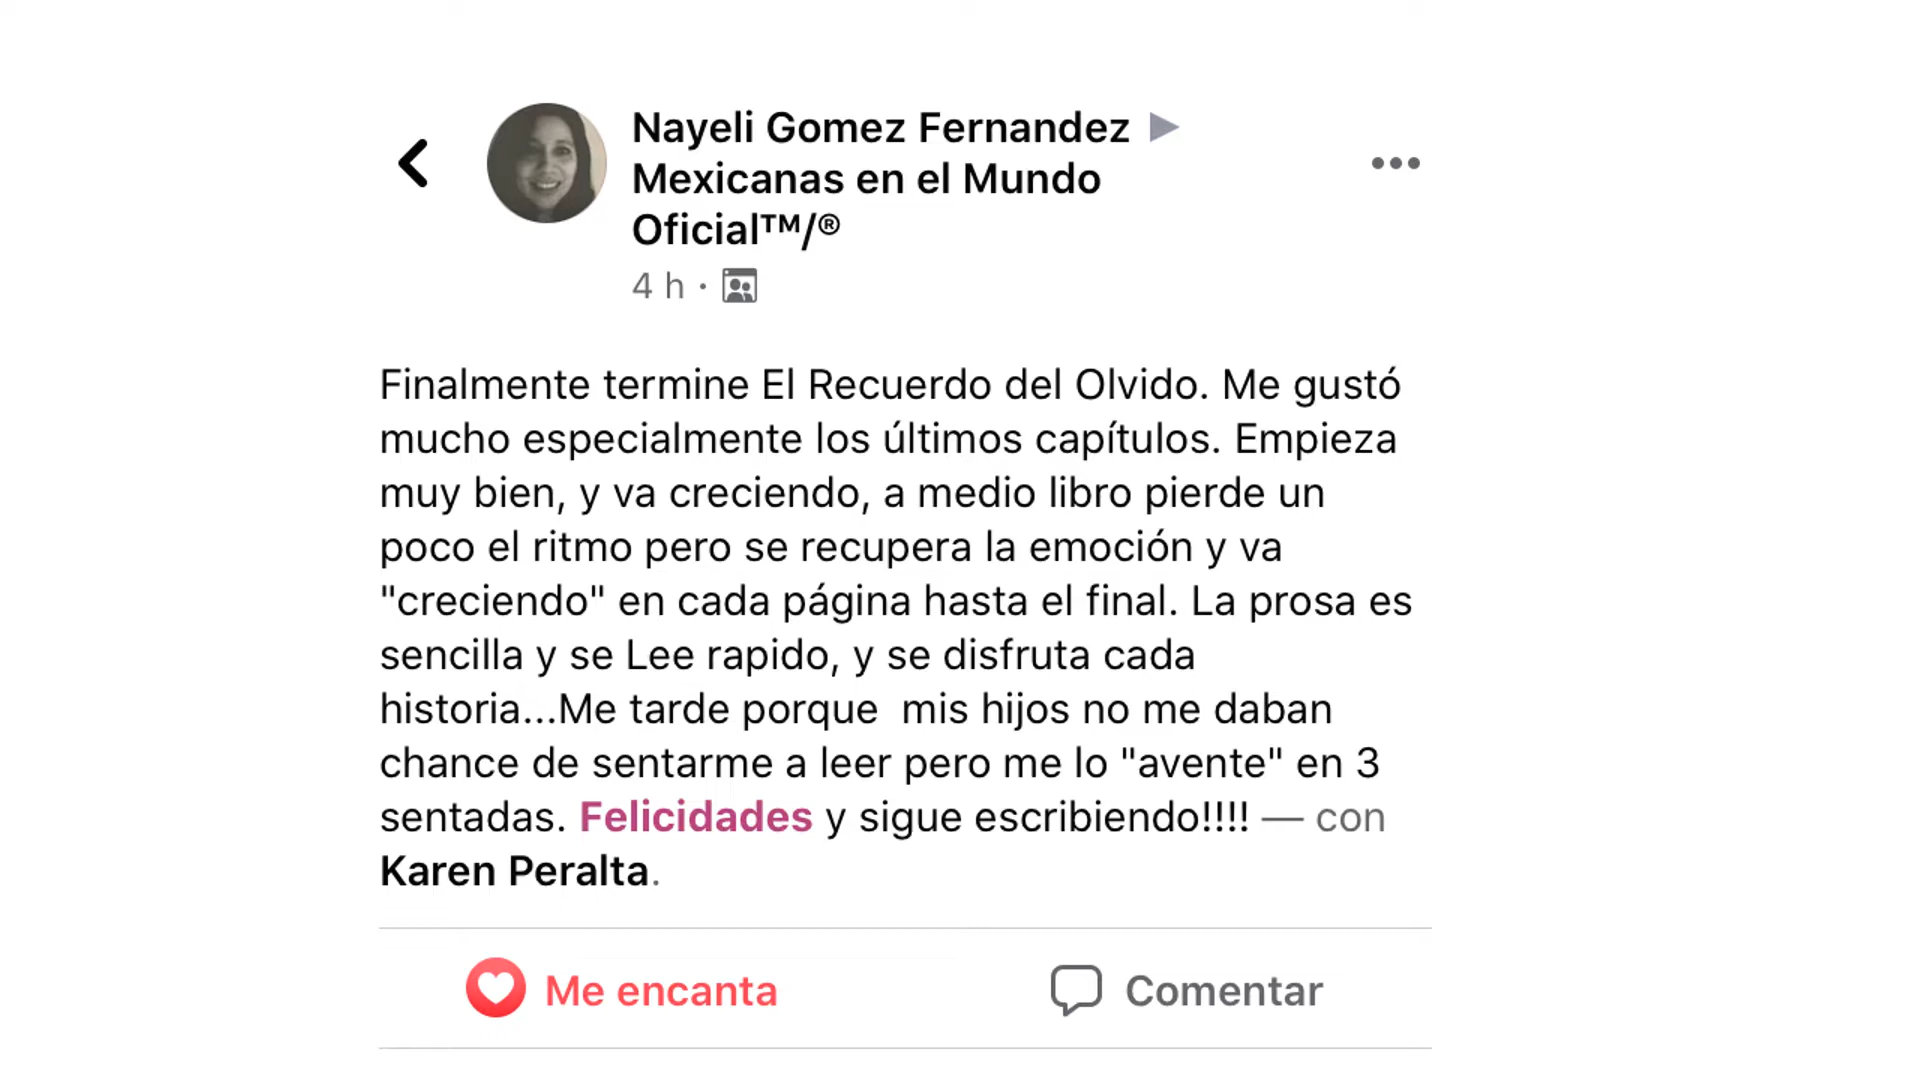 Nayeli Gomez Fernandez ▶
Mexicanas en el Mundo
Oficial™/®
4 h ·
Finalmente termine El Recuerdo del Olvido. Me gustó
mucho especialmente los últimos capítulos. Empieza
muy bien, y va creciendo, a medio libro pierde un
poco el ritmo pero se recupera la emoción y va
"creciendo" en cada página hasta el final. La prosa es
sencilla y se Lee rapido, y se disfruta cada
historia...Me tarde porque  mis hijos no me daban
chance de sentarme a leer pero me lo "avente" en 3
sentadas. Felicidades y sigue escribiendo!!!! — con
Karen Peralta.
Me encanta
Comentar